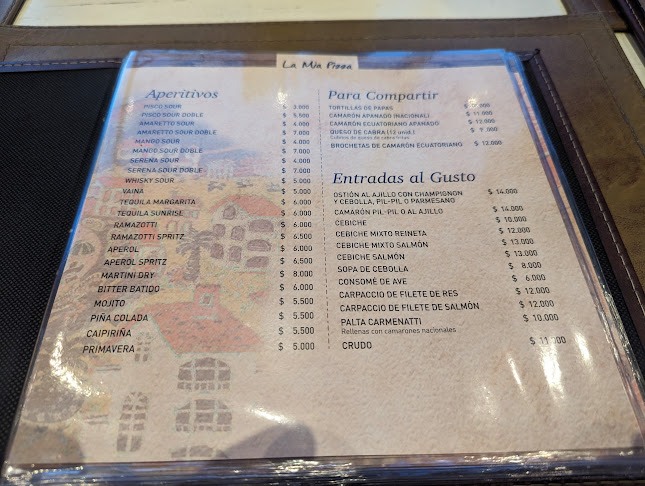 La Mia Pizza
Aperitivos
PISCO SOUR $ 3.000
PISCO SOUR DOBLE $ 5.500
AMARETTO SOUR $ 4.000
AMARETTO SOUR DOBLE $ 7.000
MANGO SOUR $ 4.000
MANGO SOUR DOBLE $ 7.000
SERENA SOUR $ 4.000
SERENA SOUR DOBLE $ 7.000
WHISKY SOUR $ 5.000
VAINA $ 5.000
TEQUILA MARGARITA $ 6.000
TEQUILA SUNRISE $ 6.000
RAMAZOTTI $ 6.000
RAMAZOTTI SPRITZ $ 6.500
APEROL $ 6.000
APEROL SPRITZ $ 6.500
MARTINI DRY $ 8.000
BITTER BATIDO $ 6.000
MOJITO $ 5.500
PIÑA COLADA $ 5.500
CAIPIRIÑA $ 5.500
PRIMAVERA $ 5.000
Para Compartir
TORTILLAS DE PAPAS $
CAMARÓN APANADO (NACIONAL) $ 11.000
CAMARÓN ECUATORIANO APANADO $ 12.000
QUESO DE CABRA (12 unid.) $
Cubitos de queso de cabra fritos
BROCHETAS DE CAMARÓN ECUATORIANO $ 12.000
Entradas al Gusto
OSTIÓN AL AJILLO CON CHAMPIGNON $ 14.000
Y CEBOLLA, PIL-PIL O PARMESANO
CAMARÓN PIL-PIL O AL AJILLO $ 14.000
CEBICHE $ 10.000
CEBICHE MIXTO REINETA $ 12.000
CEBICHE MIXTO SALMÓN $ 13.000
CEBICHE SALMÓN $ 13.000
SOPA DE CEBOLLA $ 8.000
CONSOMÉ DE AVE $ 6.000
CARPACCIO DE FILETE DE RES $ 12.000
CARPACCIO DE FILETE DE SALMÓN $ 12.000
PALTA CARMENATTI $ 10.000
Rellenas con camarones nacionales
CRUDO $